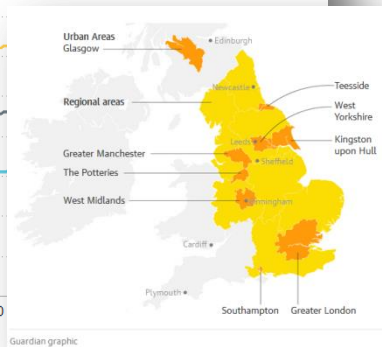 Urban Areas
Glasgow
Edinburgh
Newcastle
Teesside
Regional areas
West
Yorkshire
Leeds
Kingston
upon Hull
Greater Manchester
Sheffield
The Potteries
West Midlands
Birmingham
Cardiff
Plymouth
Southampton
Greater London
0
Guardian graphic